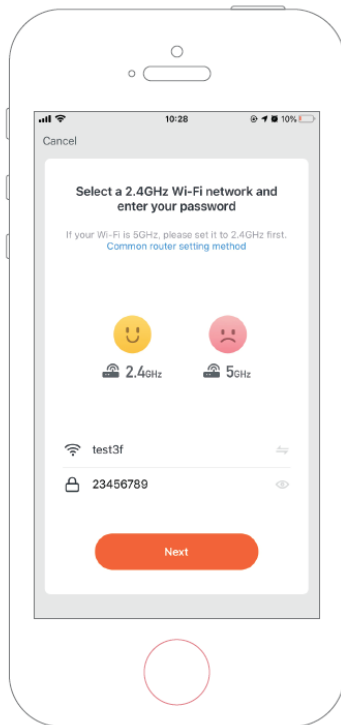 10:28
10%
Cancel
Select a 2.4GHz Wi-Fi network and
enter your password
If your Wi-Fi is 5GHz, please set it to 2.4GHz first.
Common router setting method
2.4GHz
5GHz
test3f
23456789
Next